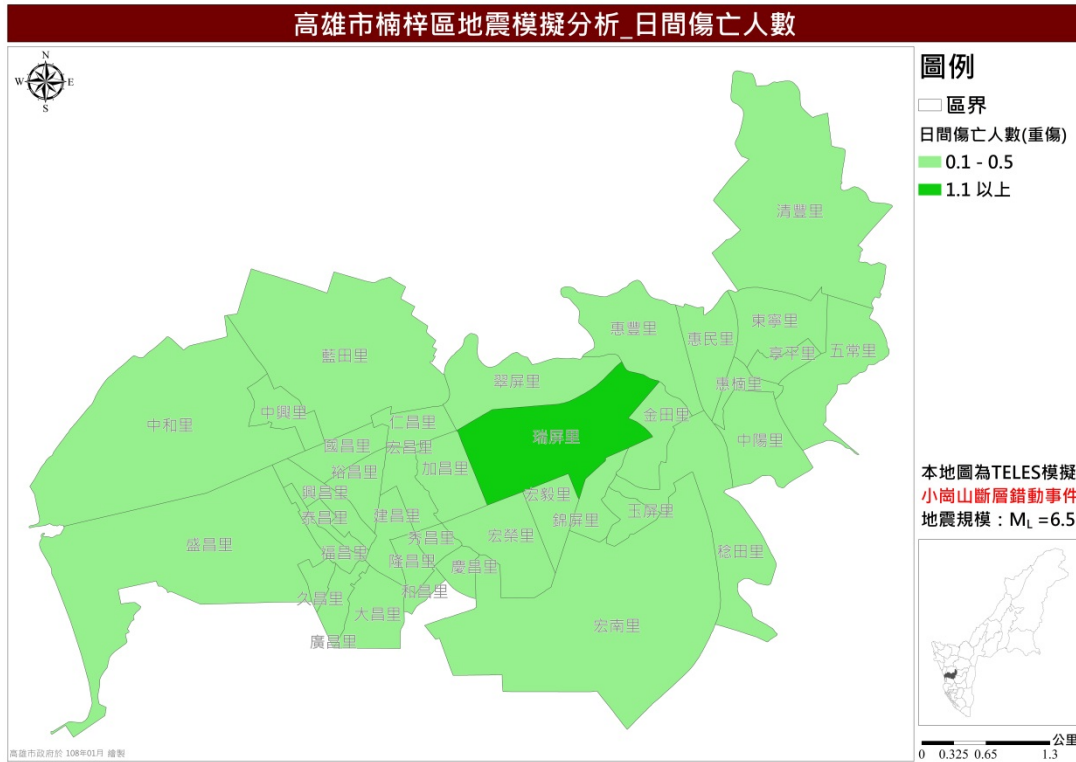 高雄市楠梓區地震模擬分析_日間傷亡人數
N
W
E
S
圖例
區界
日間傷亡人數(重傷)
0.1 - 0.5
1.1 以上
清豐里
東寧里
惠豐里
惠民里
享平里
五常里
藍田里
翠屏里
惠楠里
中興里
仁昌里
金田里
中和里
瑞屏里
中陽里
國昌里
宏昌里
裕昌里
加昌里
興昌里
宏毅里
泰昌里
建昌里
錦屏里
玉屏里
盛昌里
秀昌里
宏榮里
福昌里
隆昌里
慶昌里
稔田里
久昌里
和昌里
大昌里
宏南里
廣昌里
本地圖為TELES模擬
小崗山斷層錯動事件
地震規模：ML =6.5
公里
0 0.325 0.65 1.3
高雄市政府於 108年01月 繪製